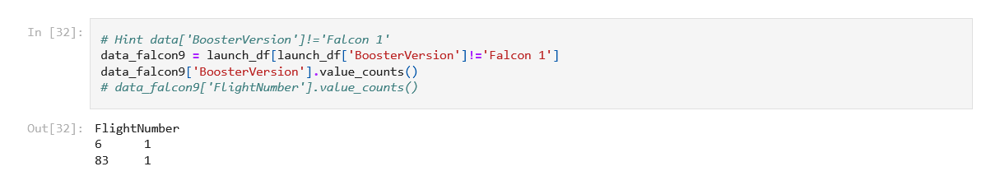 In [32]:
# Hint data['BoosterVersion']!='Falcon 1'
data_falcon9 = launch_df[launch_df['BoosterVersion']!='Falcon 1']
data_falcon9['BoosterVersion'].value_counts()
# data_falcon9['FlightNumber'].value_counts()
Out[32]: FlightNumber
6      1
83     1